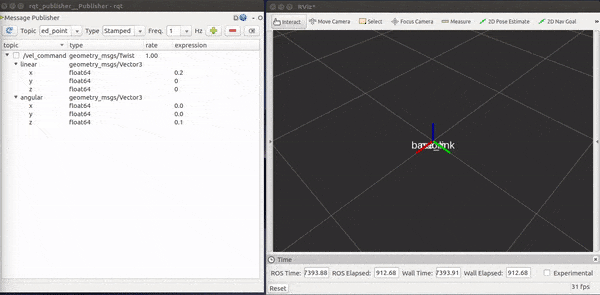 rqt_publisher__Publisher - rqt
Message Publisher
Topic ed_point Type Stamped Freq. 1 Hz
topic type rate expression
/vel_command geometry_msgs/Twist 1.00
linear geometry_msgs/Vector3
x float64 0.2
y float64 0
z float64 0
angular geometry_msgs/Vector3
x float64 0.0
y float64 0.0
z float64 0.1
RViz*
Interact Move Camera Select Focus Camera Measure 2D Pose Estimate 2D Nav Goal
Time
ROS Time: 7393.88 ROS Elapsed: 912.68 Wall Time: 7393.91 Wall Elapsed: 912.68 Experimental
Reset 31 fps